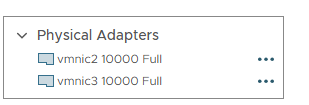 Physical Adapters
vmnic2 10000 Full
vmnic3 10000 Full